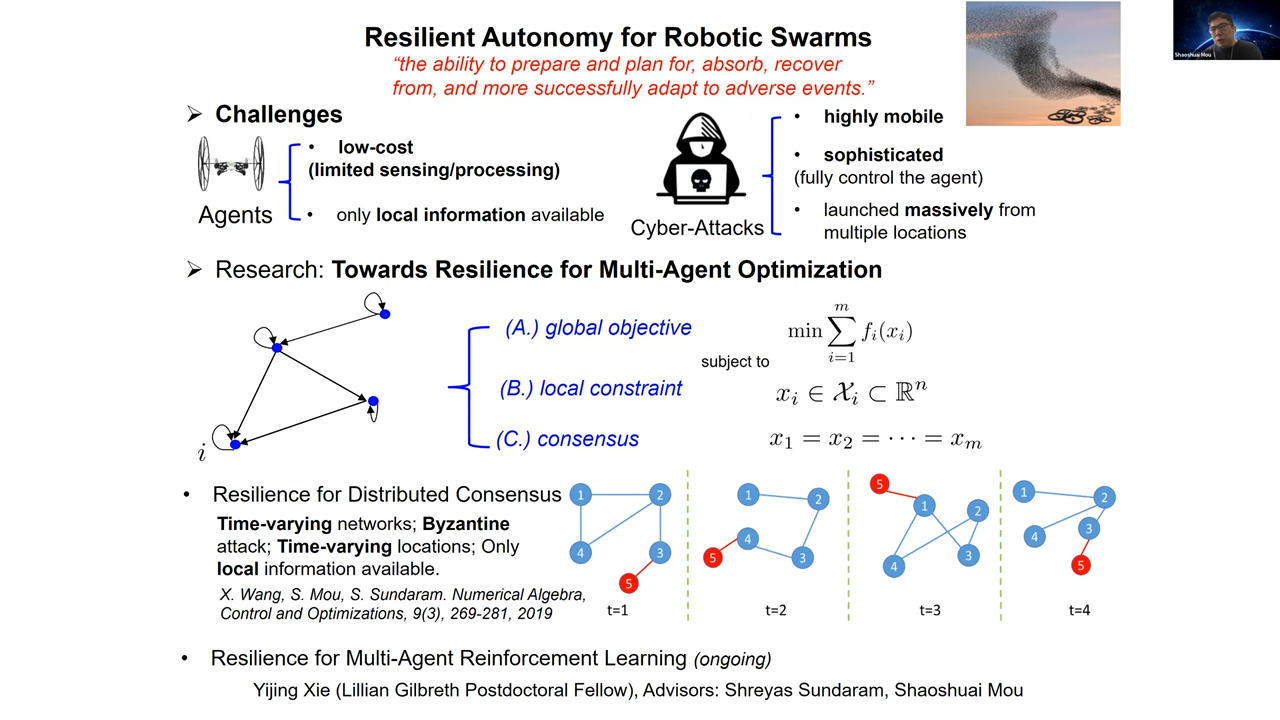 Resilient Autonomy for Robotic Swarms
“the ability to prepare and plan for, absorb, recover
from, and more successfully adapt to adverse events.”
Shaoshuai Mou
➢ Challenges
• low-cost
(limited sensing/processing)
• only local information available
Agents
Cyber-Attacks
• highly mobile
• sophisticated
(fully control the agent)
• launched massively from
multiple locations
➢ Research: Towards Resilience for Multi-Agent Optimization
i
(A.) global objective
min ∑_{i=1}^{m} f_i(x_i)
subject to
(B.) local constraint
x_i ∈ 𝒳_i ⊂ ℝ^n
(C.) consensus
x_1 = x_2 = ⋯ = x_m
• Resilience for Distributed Consensus
Time-varying networks; Byzantine
attack; Time-varying locations; Only
local information available.
X. Wang, S. Mou, S. Sundaram. Numerical Algebra,
Control and Optimizations, 9(3), 269-281, 2019
1 2
4 3
5
t=1
1 2
4
5 3
t=2
5
1 2
3
4
t=3
1 2
3
4
5
t=4
• Resilience for Multi-Agent Reinforcement Learning (ongoing)
Yijing Xie (Lillian Gilbreth Postdoctoral Fellow), Advisors: Shreyas Sundaram, Shaoshuai Mou